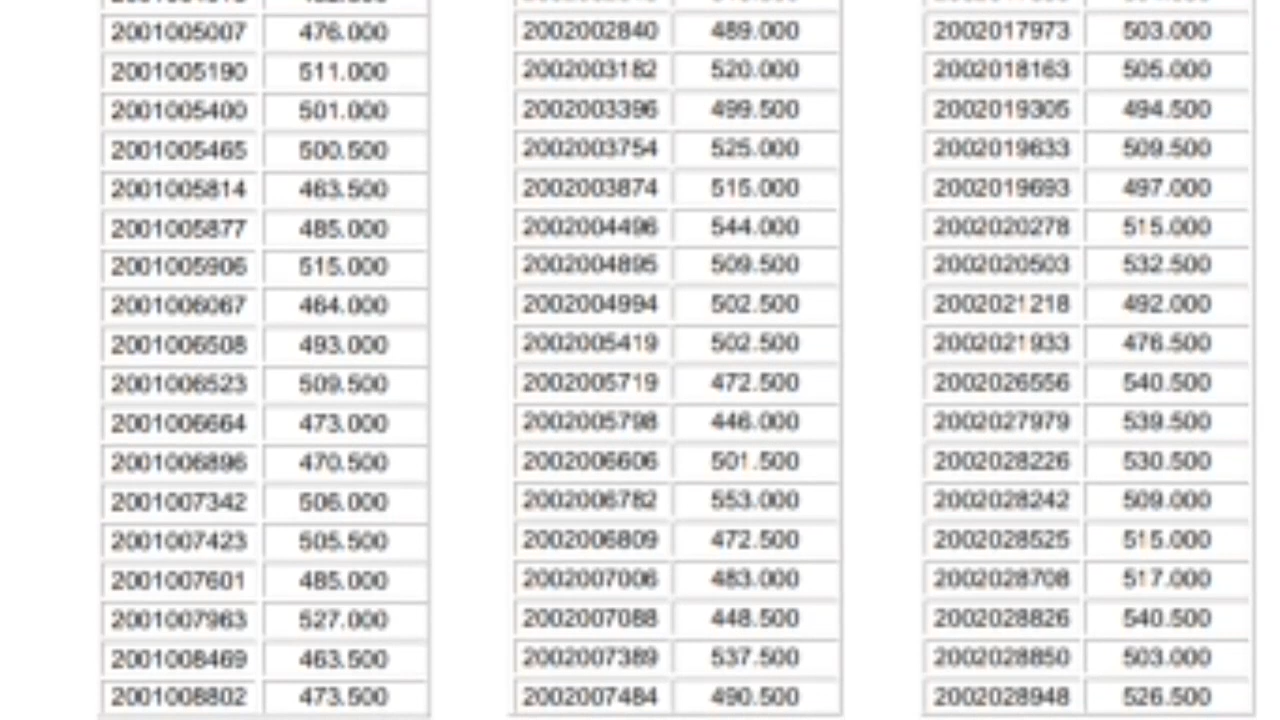 2001005007 476.000 2002002840 489.000 2002017973 503.000
2001005190 511.000 2002003182 520.000 2002018163 505.000
2001005400 501.000 2002003396 499.500 2002019305 494.500
2001005465 500.500 2002003754 525.000 2002019633 509.500
2001005814 463.500 2002003874 515.000 2002019693 497.000
2001005877 485.000 2002004496 544.000 2002020278 515.000
2001005906 515.000 2002004895 509.500 2002020503 532.500
2001006067 464.000 2002004994 502.500 2002021218 492.000
2001006508 493.000 2002005419 502.500 2002021933 476.500
2001006523 509.500 2002005719 472.500 2002026556 540.500
2001006664 473.000 2002005798 446.000 2002027979 539.500
2001006896 470.500 2002006606 501.500 2002028226 530.500
2001007342 506.000 2002006782 553.000 2002028242 509.000
2001007423 505.500 2002006809 472.500 2002028525 515.000
2001007601 485.000 2002007006 483.000 2002028708 517.000
2001007963 527.000 2002007088 448.500 2002028826 540.500
2001008469 463.500 2002007389 537.500 2002028850 503.000
2001008802 473.500 2002007484 490.500 2002028948 526.500